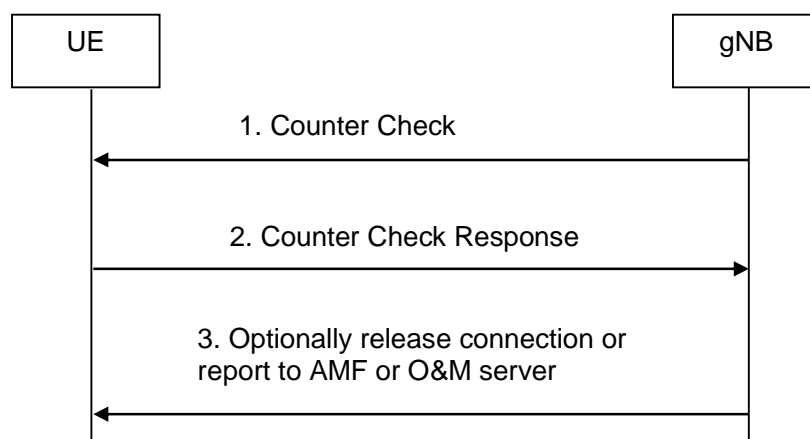 UE
gNB
1. Counter Check
2. Counter Check Response
3. Optionally release connection or
report to AMF or O&M server